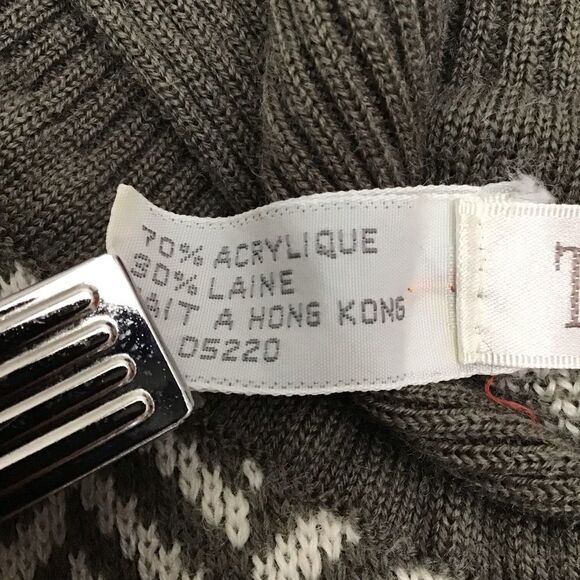 70% ACRYLIQUE
30% LAINE
AIT A HONG KONG
05220
T